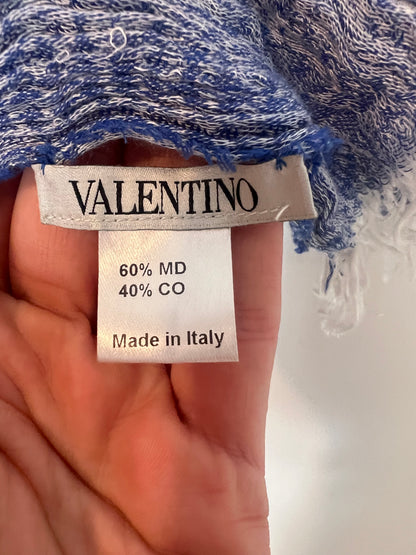 VALENTINO
60% MD
40% CO
Made in Italy